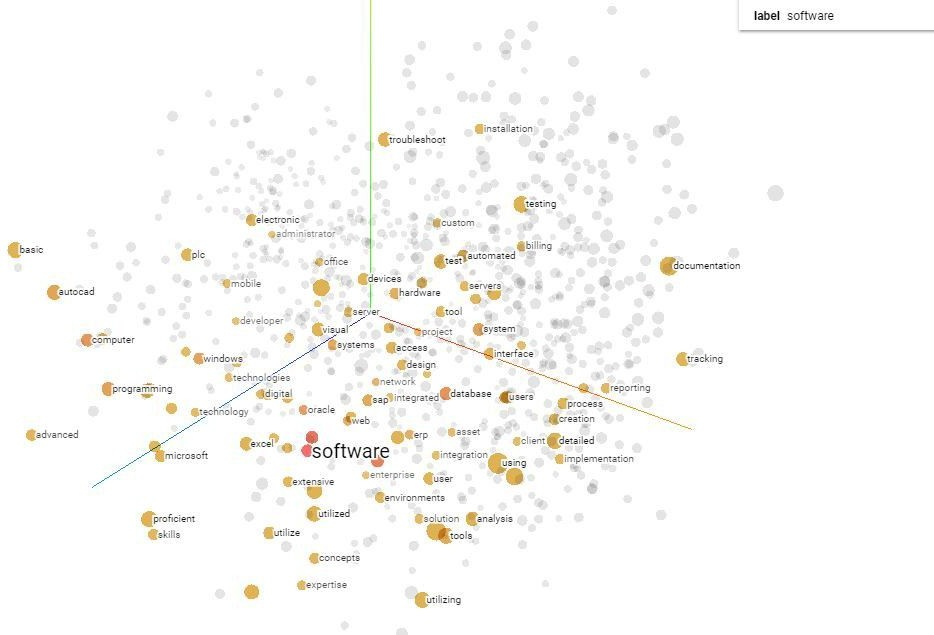 label software
installation
troubleshoot
testing
electronic
custom
administrator
billing
basic
plc
automated
office
test
documentation
devices
mobile
servers
autocad
hardware
server
tool
developer
visual
project
system
computer
systems
access
interface
windows
tracking
design
technologies
network
programming
reporting
digital
database
users
sap
integrated
process
oracle
technology
web
creation
advanced
erp
asset
excel
client
detailed
software
microsoft
integration
implementation
using
enterprise
user
extensive
environments
utilized
proficient
solution
analysis
skills
utilize
tools
concepts
expertise
utilizing